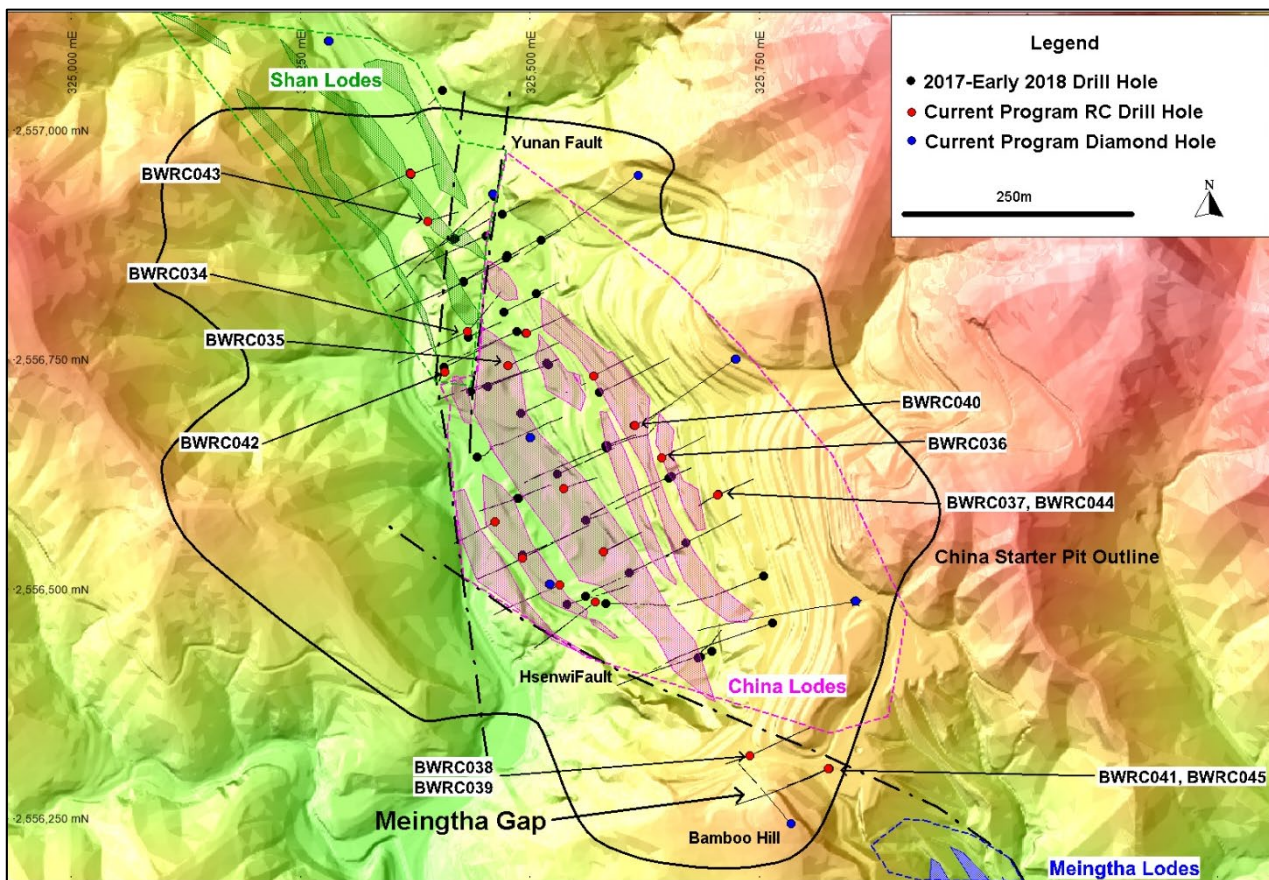 325,000 mE
250 mE
325,500 mE
325,750 mE
Legend
2017-Early 2018 Drill Hole
Current Program RC Drill Hole
Current Program Diamond Hole
250m
N
Shan Lodes
2,557,000 mN
Yunan Fault
BWRC043
BWRC034
BWRC035
2,556,750 mN
BWRC042
BWRC040
BWRC036
BWRC037, BWRC044
China Starter Pit Outline
2,556,500 mN
HsenwiFault
China Lodes
BWRC038
BWRC039
BWRC041, BWRC045
Meingtha Gap
2,556,250 mN
Bamboo Hill
Meingtha Lodes